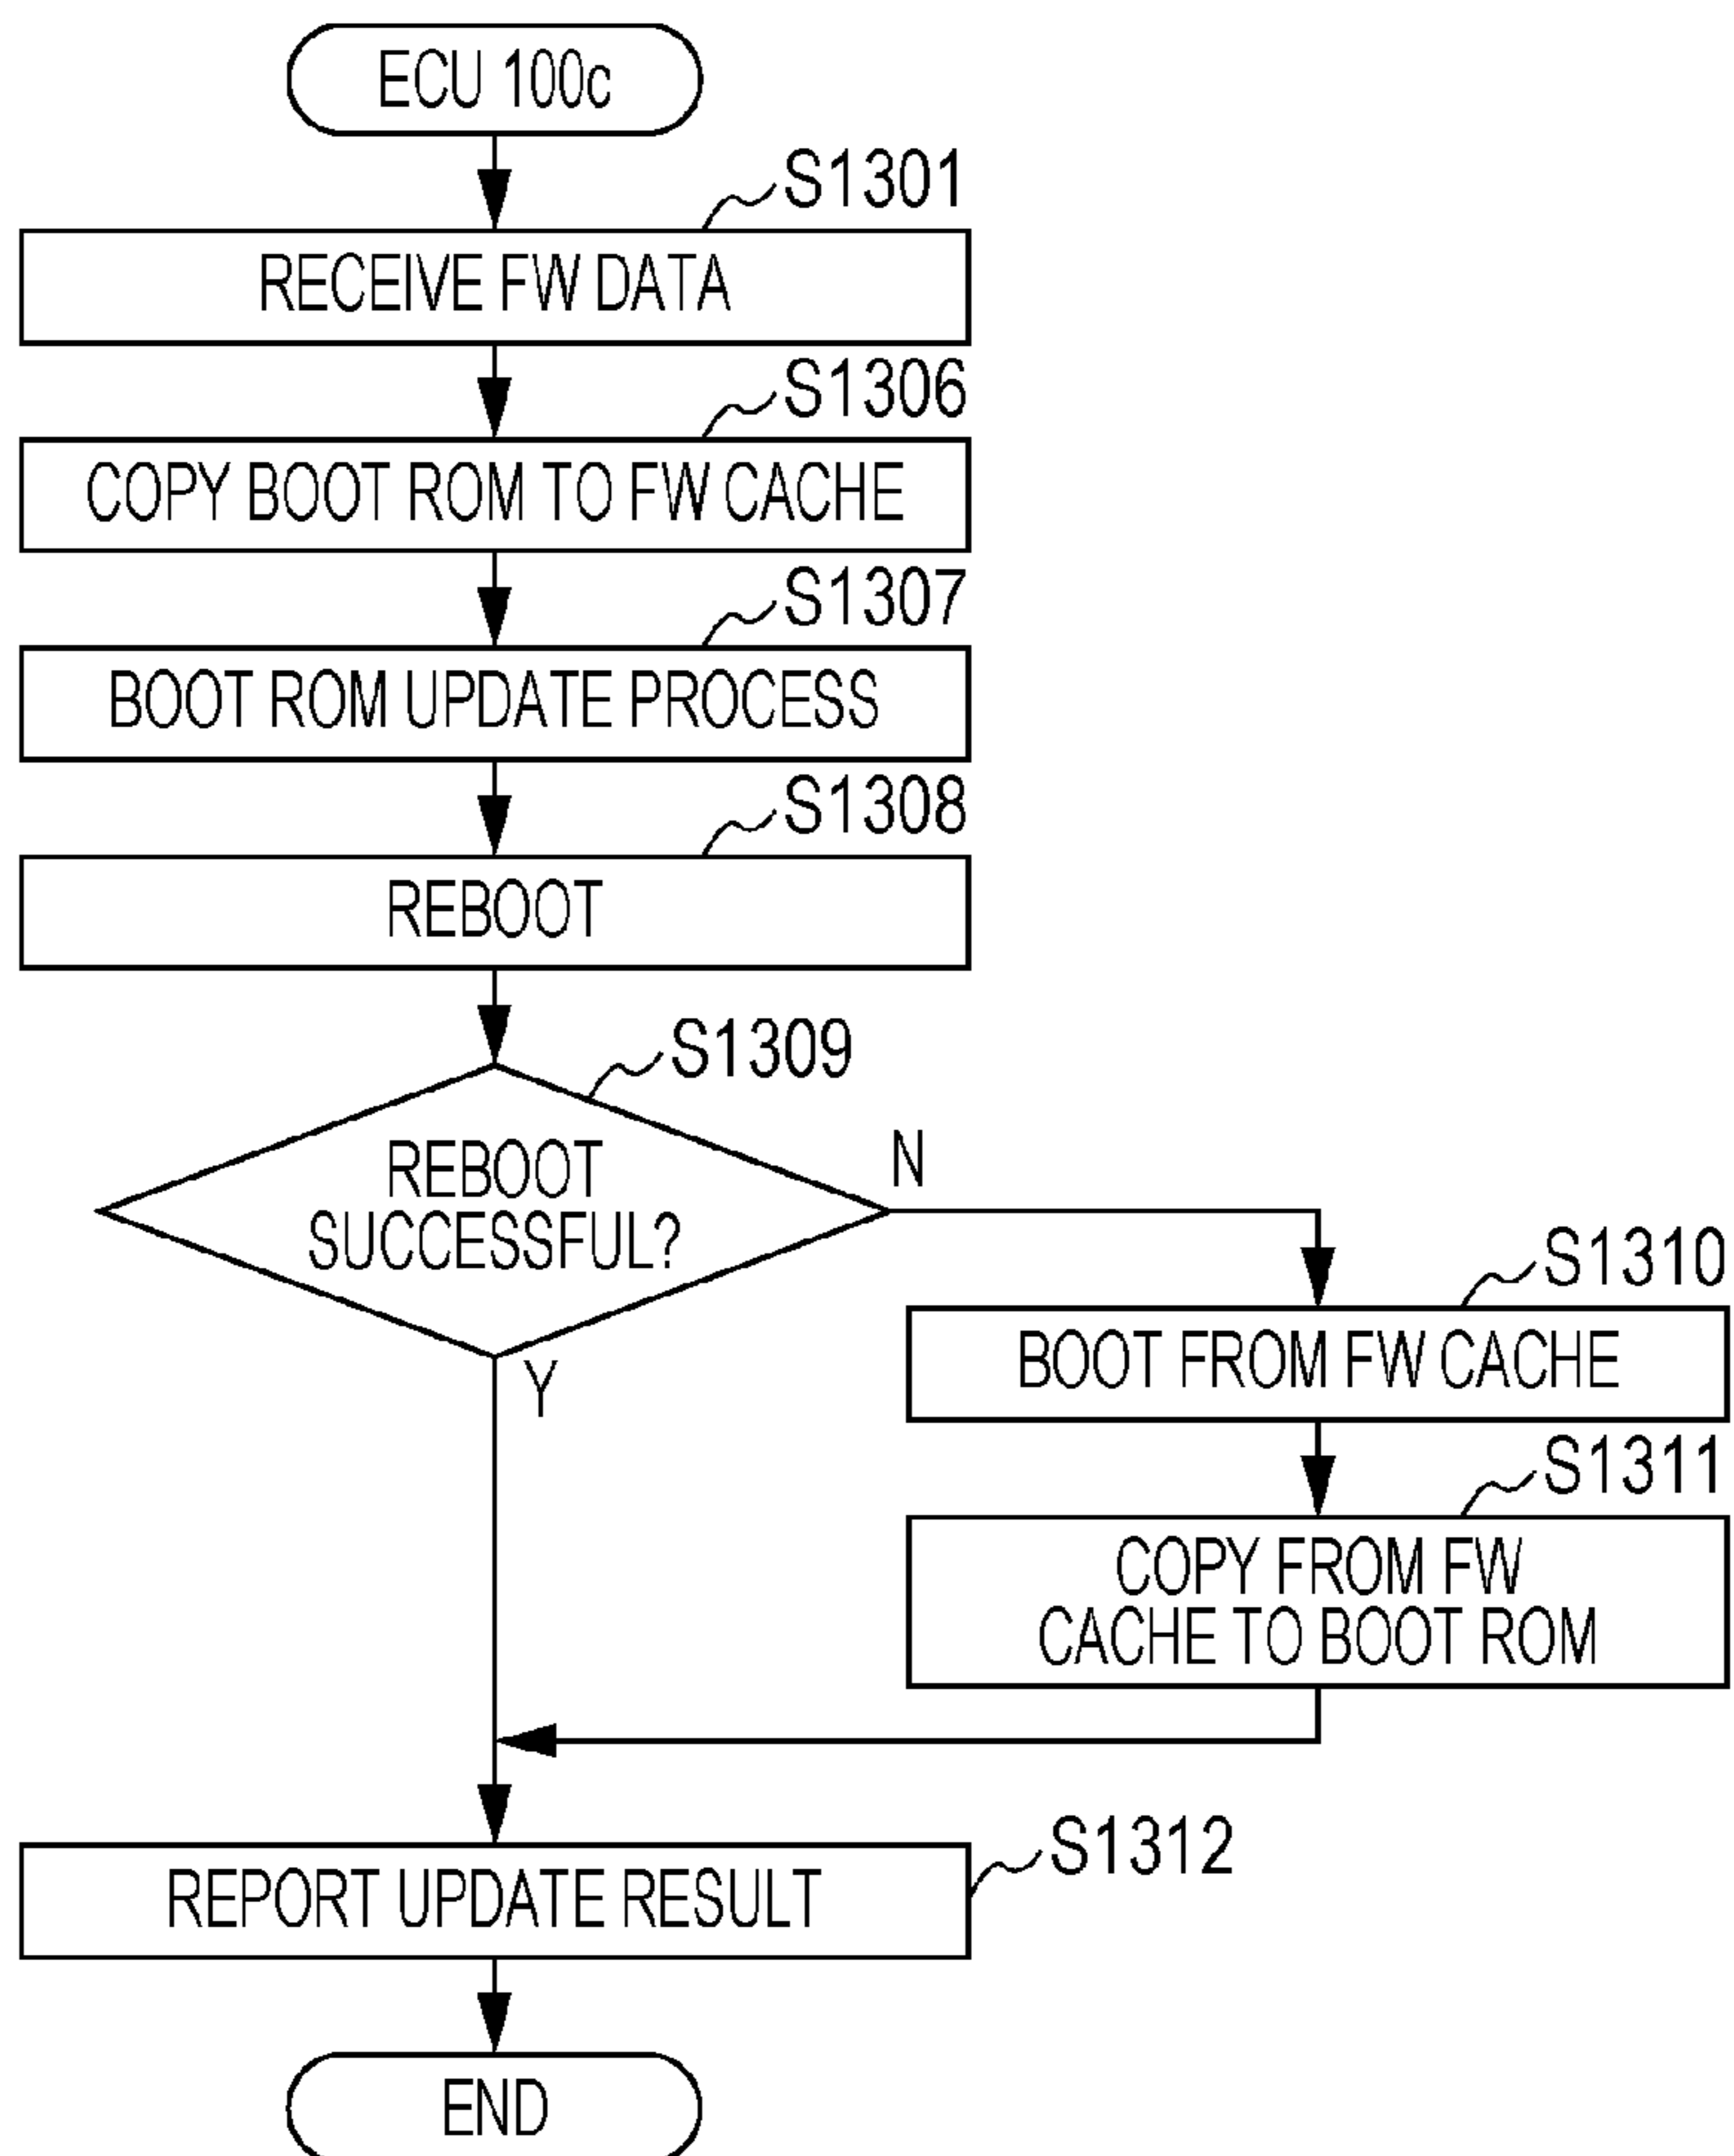 ECU 100c
S1301
RECEIVE FW DATA
S1306
COPY BOOT ROM TO FW CACHE
S1307
BOOT ROM UPDATE PROCESS
S1308
REBOOT
S1309
REBOOT
SUCCESSFUL?
N
Y
S1310
BOOT FROM FW CACHE
S1311
COPY FROM FW
CACHE TO BOOT ROM
S1312
REPORT UPDATE RESULT
END